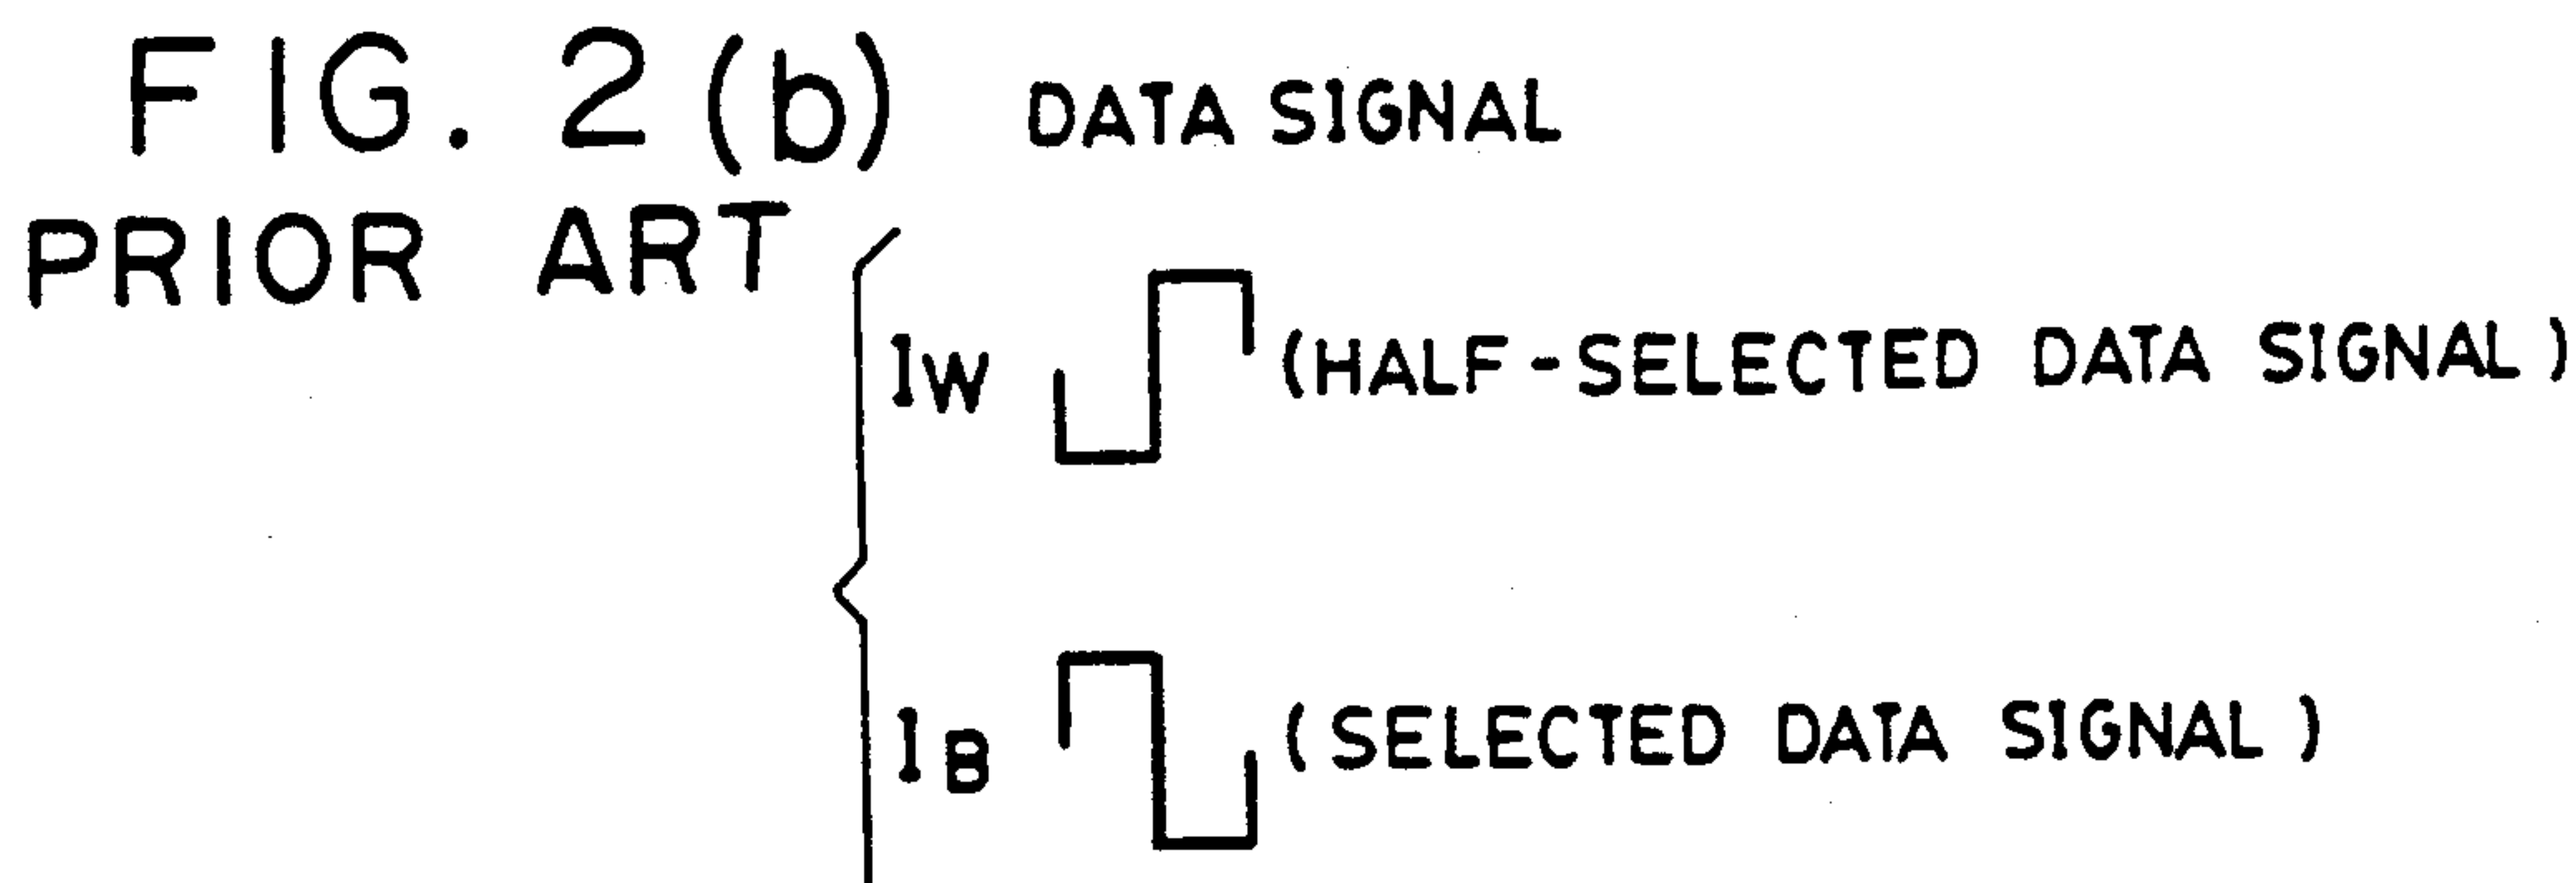 FIG. 2(b) DATA SIGNAL
PRIOR ART
IW (HALF-SELECTED DATA SIGNAL)
IB (SELECTED DATA SIGNAL)